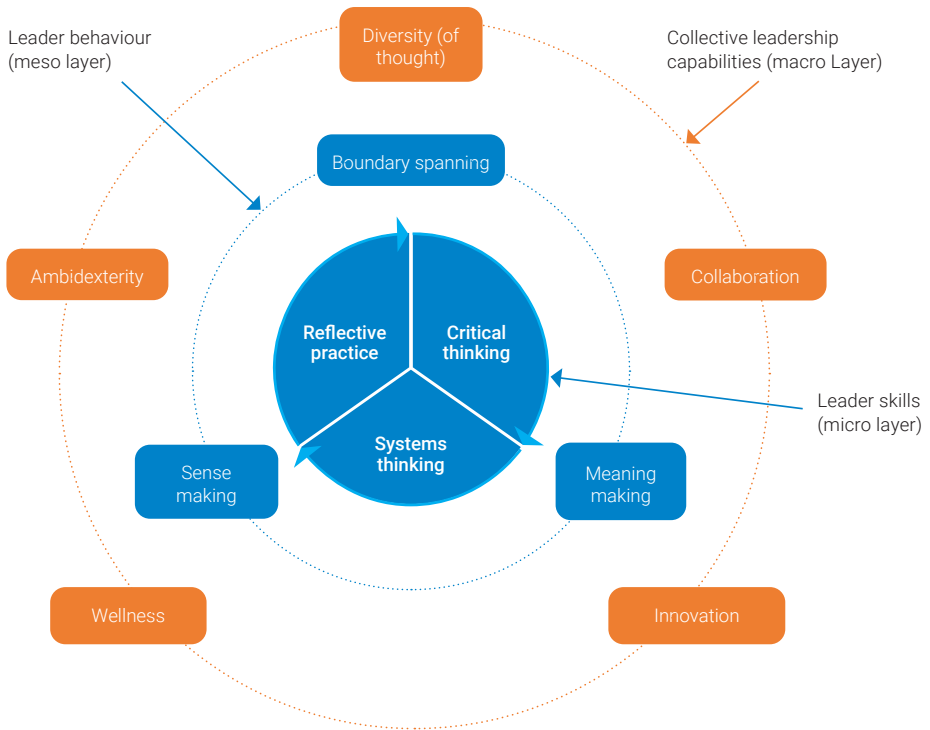 Leader behaviour
(meso layer)
Diversity (of
thought)
Collective leadership
capabilities (macro Layer)
Boundary spanning
Ambidexterity
Collaboration
Reflective
practice
Critical
thinking
Leader skills
(micro layer)
Systems
thinking
Sense
making
Meaning
making
Wellness
Innovation